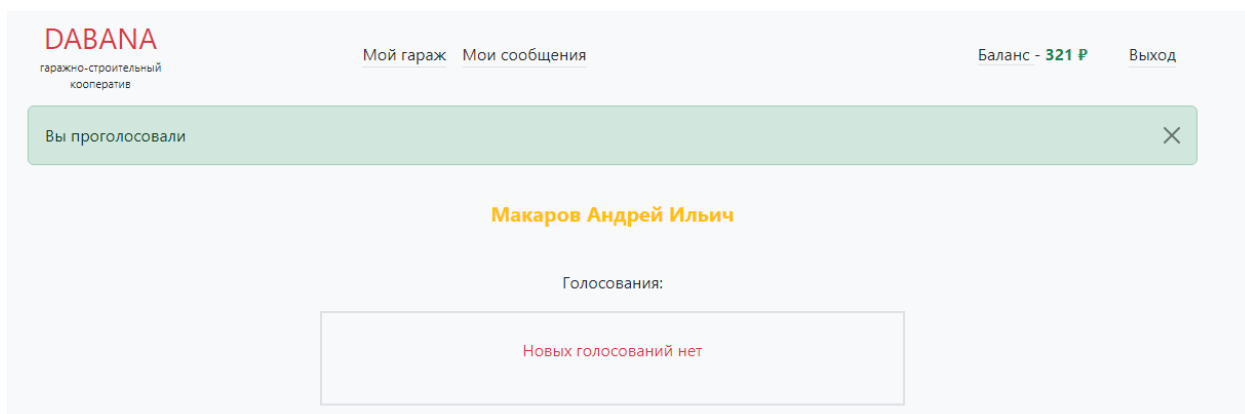 DABANA
гаражно-строительный
кооператив
Мой гараж Мои сообщения
Баланс - 321 ₽ Выход
Вы проголосовали
Макаров Андрей Ильич
Голосования:
Новых голосований нет